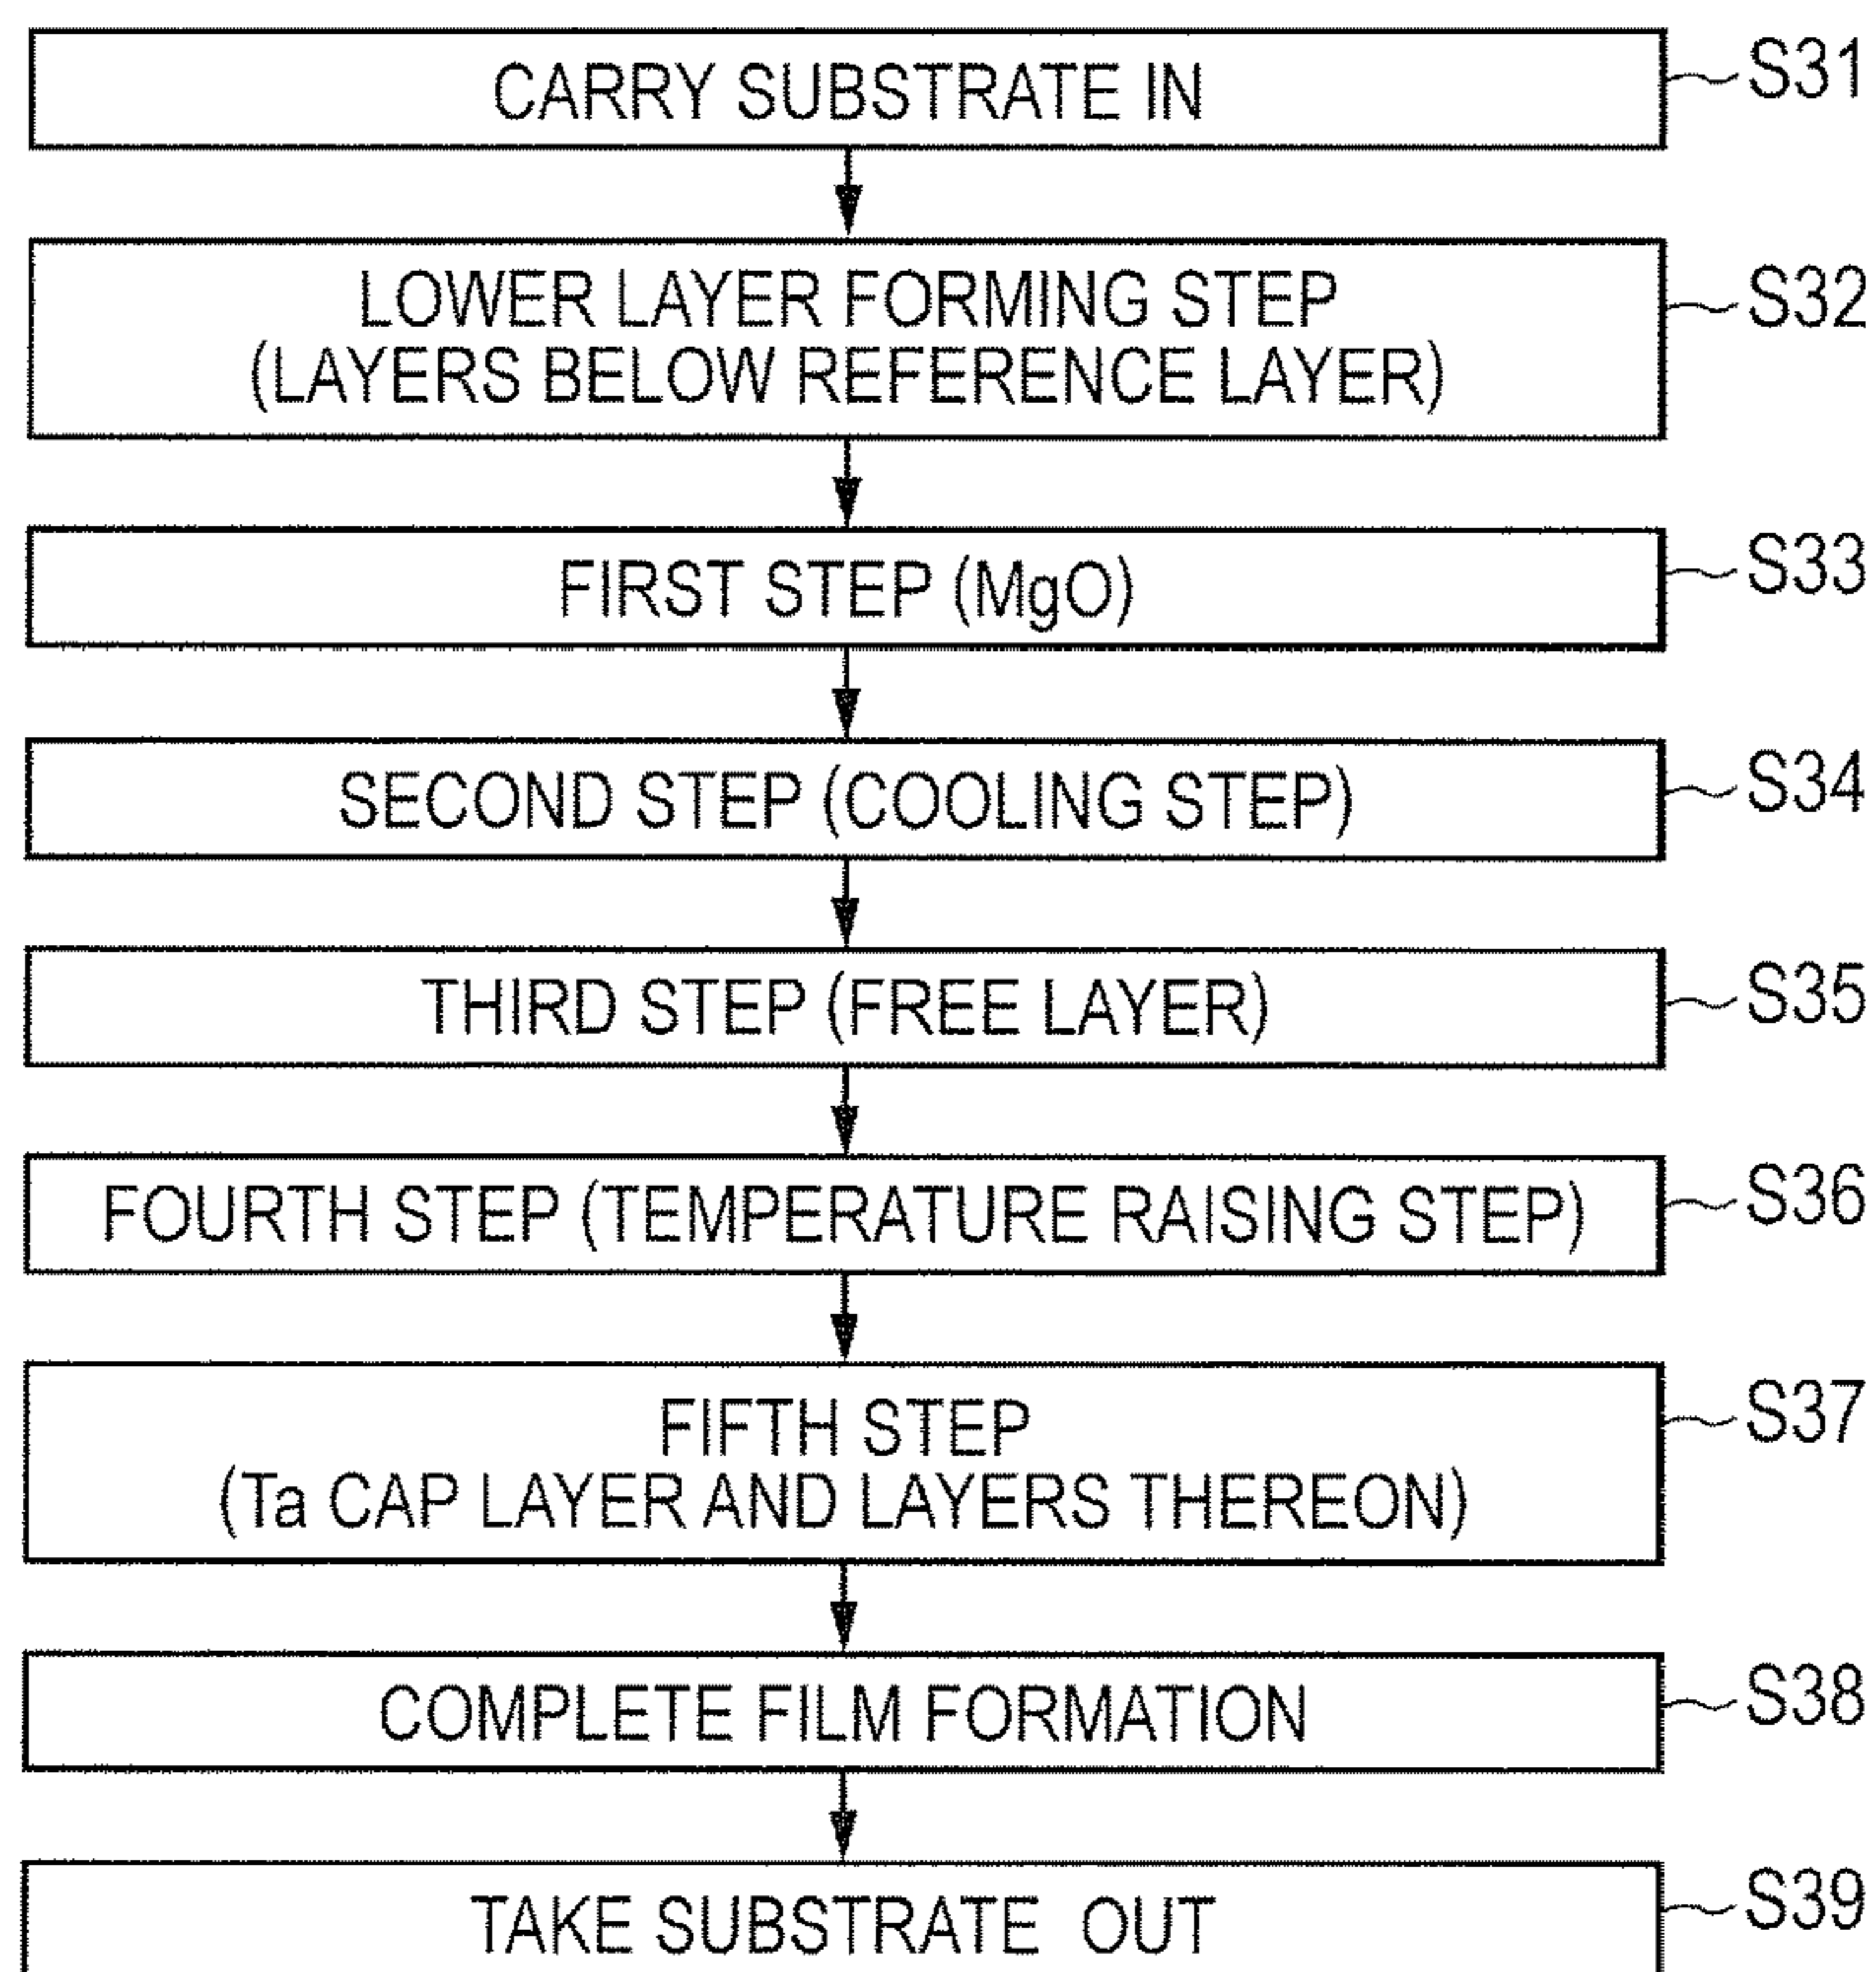 CARRY SUBSTRATE IN
S31
LOWER LAYER FORMING STEP
(LAYERS BELOW REFERENCE LAYER)
S32
FIRST STEP (MgO)
S33
SECOND STEP (COOLING STEP)
S34
THIRD STEP (FREE LAYER)
S35
FOURTH STEP (TEMPERATURE RAISING STEP)
S36
FIFTH STEP
(Ta CAP LAYER AND LAYERS THEREON)
S37
COMPLETE FILM FORMATION
S38
TAKE SUBSTRATE OUT
S39